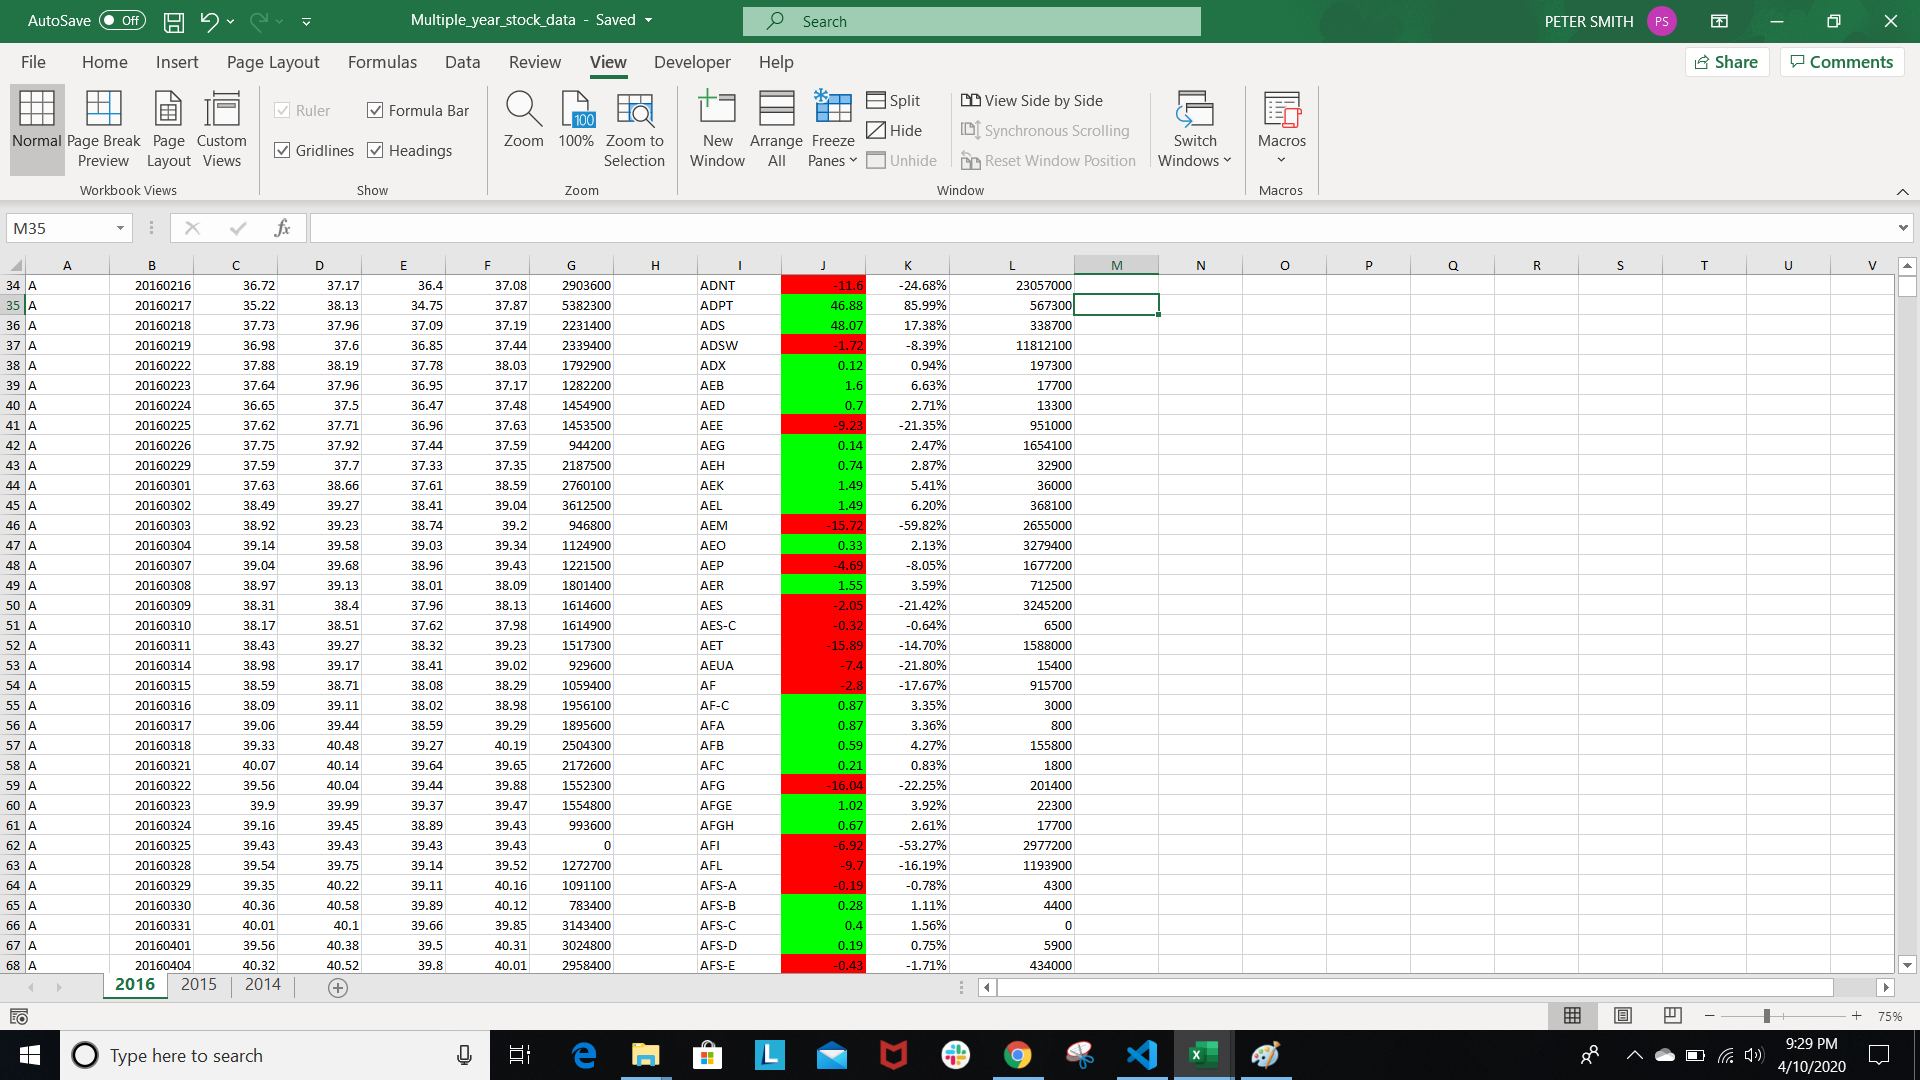 AutoSave Off Multiple_year_stock_data - Saved Search PETER SMITH PS
File Home Insert Page Layout Formulas Data Review View Developer Help Share Comments
Normal Page Break Preview Page Layout Custom Views
Workbook Views
Ruler Formula Bar
Gridlines Headings
Show
Zoom 100 100% Zoom to Selection
Zoom
New Window Arrange All Freeze Panes
Split View Side by Side
Hide Synchronous Scrolling
Unhide Reset Window Position
Window
Switch Windows
Macros
Macros
M35 fx
A B C D E F G H I J K L M N O P Q R S T U V
34 A 20160216 36.72 37.17 36.4 37.08 2903600 ADNT -11.6 -24.68% 23057000
35 A 20160217 35.22 38.13 34.75 37.87 5382300 ADPT 46.88 85.99% 567300
36 A 20160218 37.73 37.96 37.09 37.19 2231400 ADS 48.07 17.38% 338700
37 A 20160219 36.98 37.6 36.85 37.44 2339400 ADSW -1.72 -8.39% 11812100
38 A 20160222 37.88 38.19 37.78 38.03 1792900 ADX 0.12 0.94% 197300
39 A 20160223 37.64 37.96 36.95 37.17 1282200 AEB 1.6 6.63% 17700
40 A 20160224 36.65 37.5 36.47 37.48 1454900 AED 0.7 2.71% 13300
41 A 20160225 37.62 37.71 36.96 37.63 1453500 AEE -9.23 -21.35% 951000
42 A 20160226 37.75 37.92 37.44 37.59 944200 AEG 0.14 2.47% 1654100
43 A 20160229 37.59 37.7 37.33 37.35 2187500 AEH 0.74 2.87% 32900
44 A 20160301 37.63 38.66 37.61 38.59 2760100 AEK 1.49 5.41% 36000
45 A 20160302 38.49 39.27 38.41 39.04 3612500 AEL 1.49 6.20% 368100
46 A 20160303 38.92 39.23 38.74 39.2 946800 AEM -15.72 -59.82% 2655000
47 A 20160304 39.14 39.58 39.03 39.34 1124900 AEO 0.33 2.13% 3279400
48 A 20160307 39.04 39.68 38.96 39.43 1221500 AEP -4.69 -8.05% 1677200
49 A 20160308 38.97 39.13 38.01 38.09 1801400 AER 1.55 3.59% 712500
50 A 20160309 38.31 38.4 37.96 38.13 1614600 AES -2.05 -21.42% 3245200
51 A 20160310 38.17 38.51 37.62 37.98 1614900 AES-C -0.32 -0.64% 6500
52 A 20160311 38.43 39.27 38.32 39.23 1517300 AET -15.89 -14.70% 1588000
53 A 20160314 38.98 39.17 38.41 39.02 929600 AEUA -7.4 -21.80% 15400
54 A 20160315 38.59 38.71 38.08 38.29 1059400 AF -2.8 -17.67% 915700
55 A 20160316 38.09 39.11 38.02 38.98 1956100 AF-C 0.87 3.35% 3000
56 A 20160317 39.06 39.44 38.59 39.29 1895600 AFA 0.87 3.36% 800
57 A 20160318 39.33 40.48 39.27 40.19 2504300 AFB 0.59 4.27% 155800
58 A 20160321 40.07 40.14 39.64 39.65 2172600 AFC 0.21 0.83% 1800
59 A 20160322 39.56 40.04 39.44 39.88 1552300 AFG -16.04 -22.25% 201400
60 A 20160323 39.9 39.99 39.37 39.47 1554800 AFGE 1.02 3.92% 22300
61 A 20160324 39.16 39.45 38.89 39.43 993600 AFGH 0.67 2.61% 17700
62 A 20160325 39.43 39.43 39.43 39.43 0 AFI -6.92 -53.27% 2977200
63 A 20160328 39.54 39.75 39.14 39.52 1272700 AFL -9.7 -16.19% 1193900
64 A 20160329 39.35 40.22 39.11 40.16 1091100 AFS-A -0.19 -0.78% 4300
65 A 20160330 40.36 40.58 39.89 40.12 783400 AFS-B 0.28 1.11% 4400
66 A 20160331 40.01 40.1 39.66 39.85 3143400 AFS-C 0.4 1.56% 0
67 A 20160401 39.56 40.38 39.5 40.31 3024800 AFS-D 0.19 0.75% 5900
68 A 20160404 40.32 40.52 39.8 40.01 2958400 AFS-E -0.43 -1.71% 434000
2016 2015 2014
75%
Type here to search
9:29 PM
4/10/2020